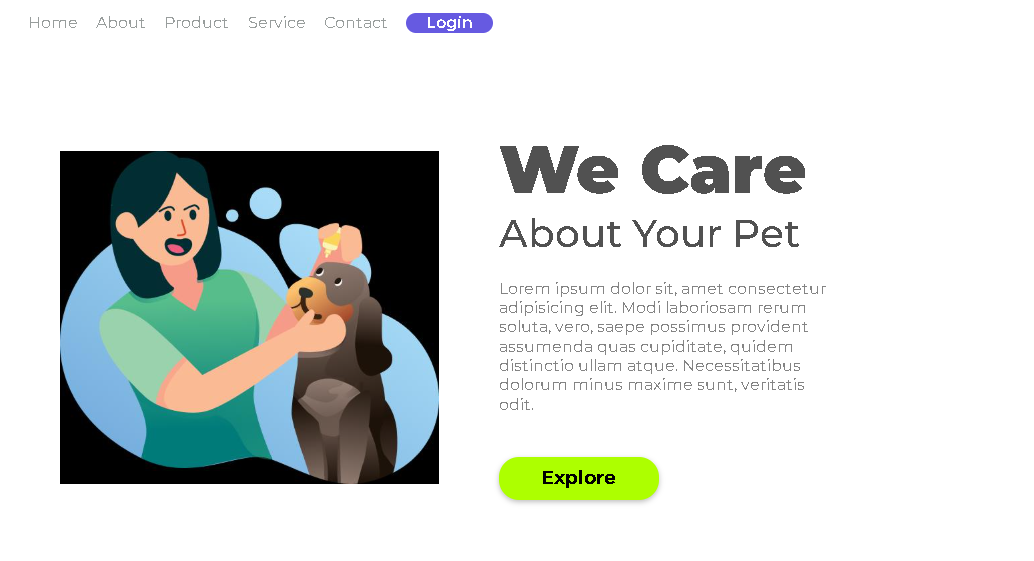 Home About Product Service Contact Login
We Care
About Your Pet
Lorem ipsum dolor sit, amet consectetur
adipisicing elit. Modi laboriosam rerum
soluta, vero, saepe possimus provident
assumenda quas cupiditate, quidem
distinctio ullam atque. Necessitatibus
dolorum minus maxime sunt, veritatis
odit.
Explore